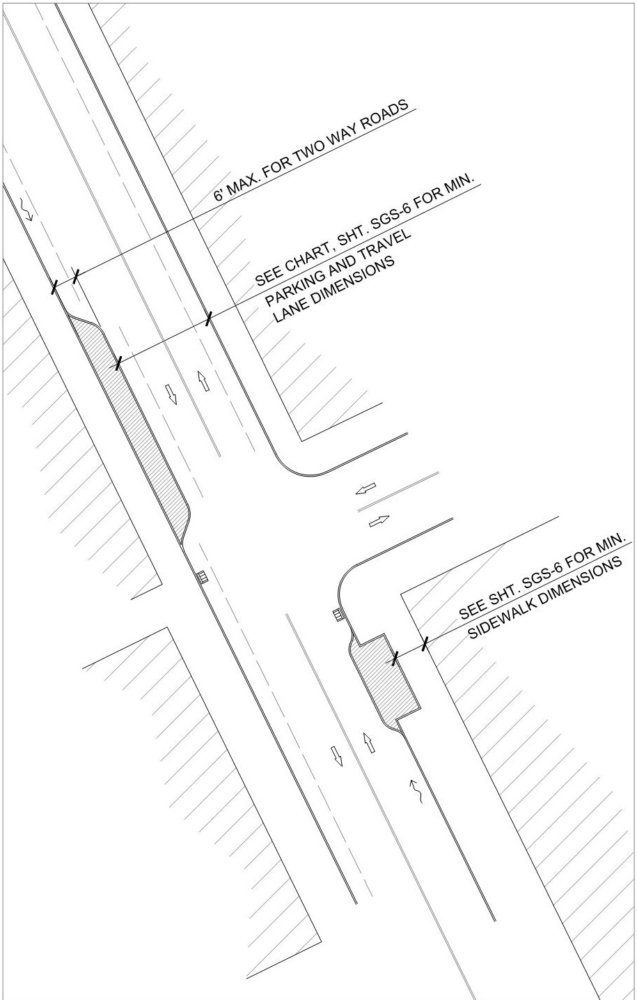 6' MAX. FOR TWO WAY ROADS
SEE CHART, SHT. SGS-6 FOR MIN.
PARKING AND TRAVEL
LANE DIMENSIONS
SEE SHT. SGS-6 FOR MIN.
SIDEWALK DIMENSIONS